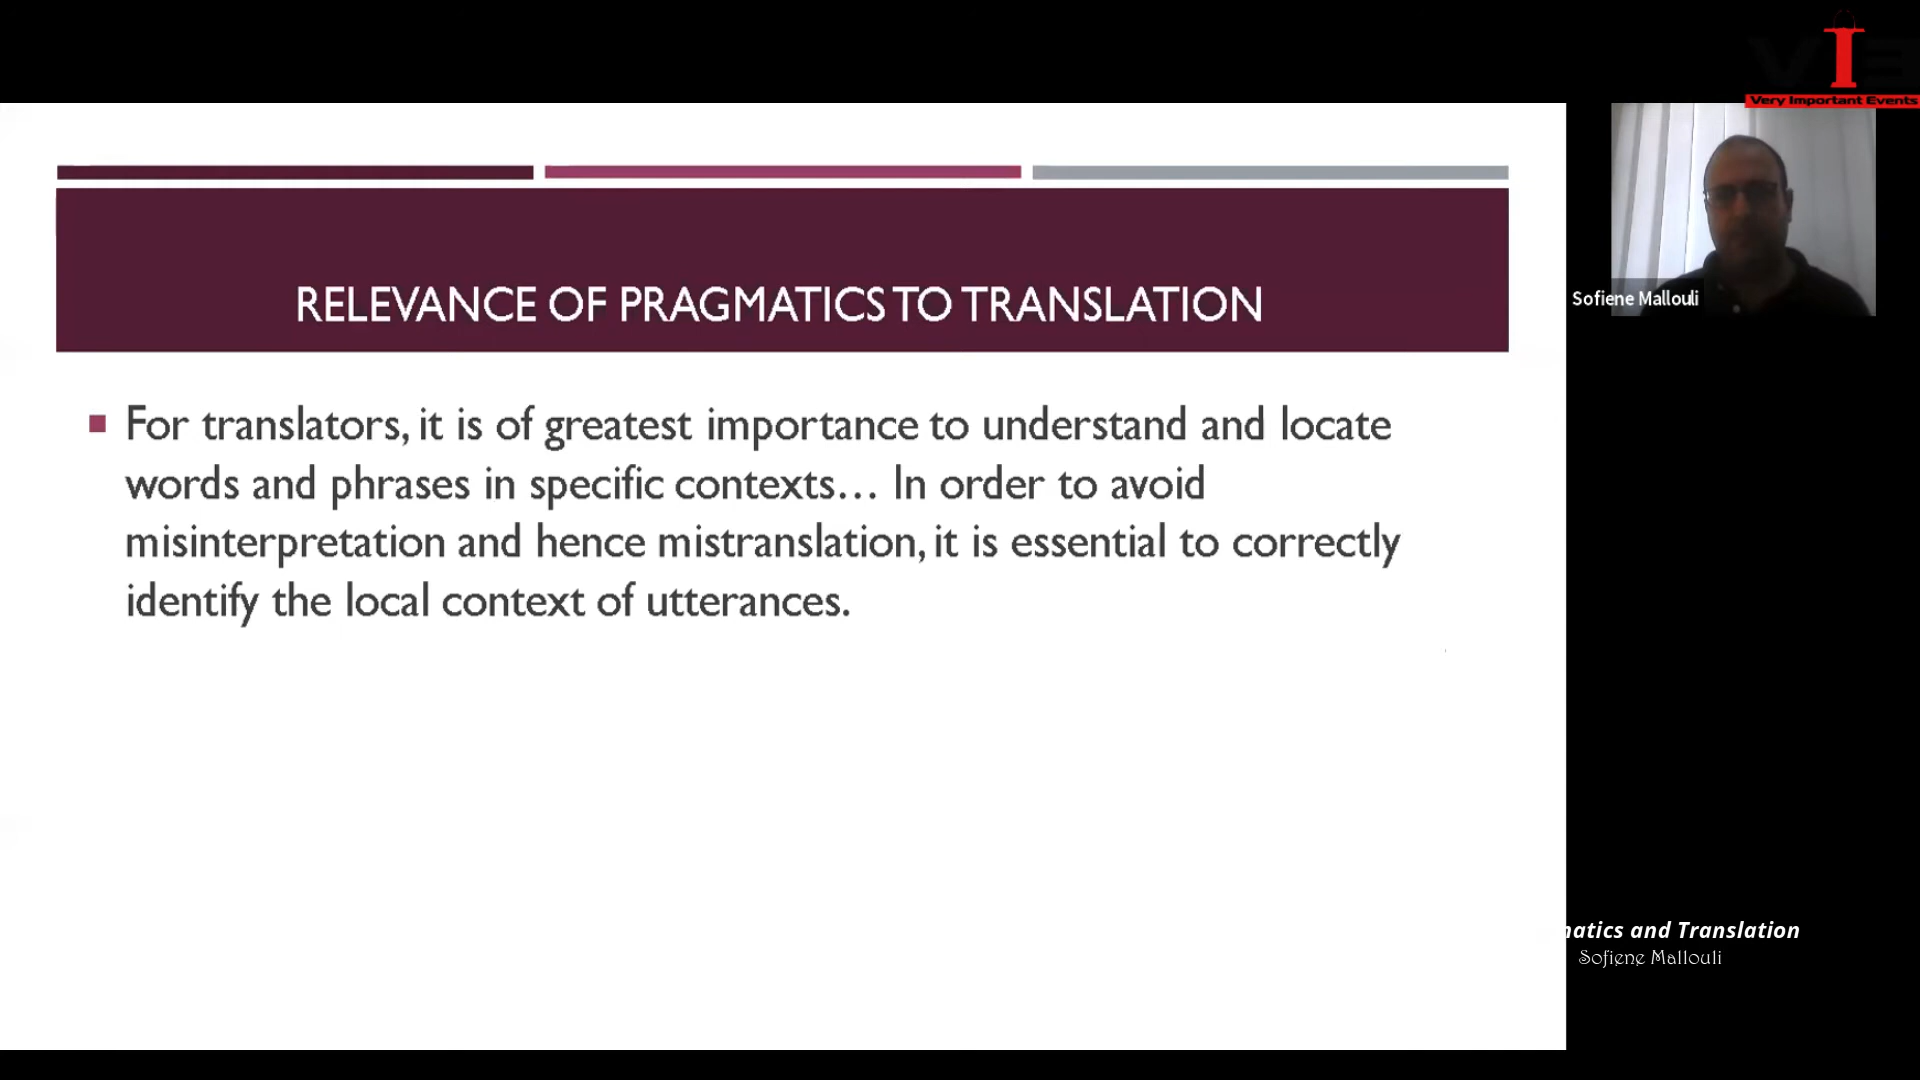 Very Important Events
RELEVANCE OF PRAGMATICS TO TRANSLATION
For translators, it is of greatest importance to understand and locate
words and phrases in specific contexts… In order to avoid
misinterpretation and hence mistranslation, it is essential to correctly
identify the local context of utterances.
Sofiene Mallouli
and Translation
Sofiene Mallouli